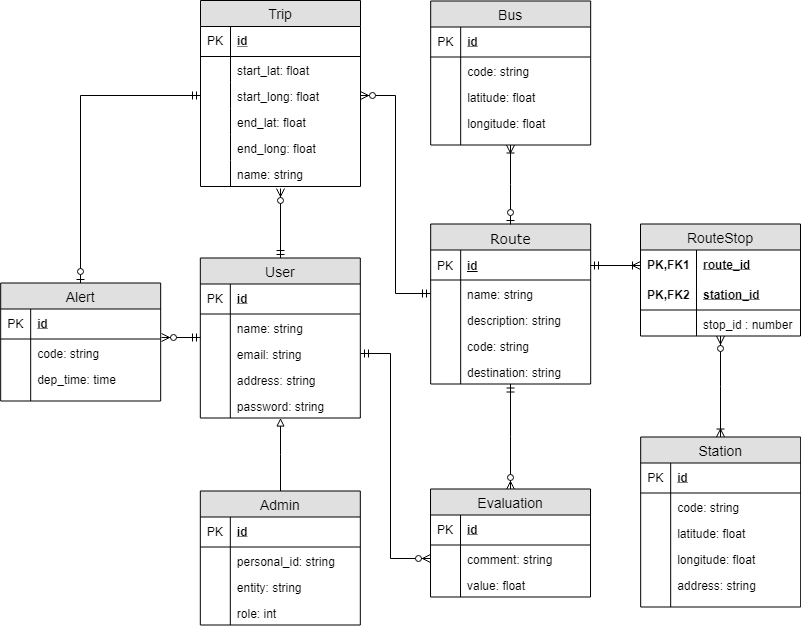 Trip
PK id
start_lat: float
start_long: float
end_lat: float
end_long: float
name: string
Bus
PK id
code: string
latitude: float
longitude: float
Alert
PK id
code: string
dep_time: time
User
PK id
name: string
email: string
address: string
password: string
Route
PK id
name: string
description: string
code: string
destination: string
RouteStop
PK,FK1 route_id
PK,FK2 station_id
stop_id : number
Admin
PK id
personal_id: string
entity: string
role: int
Evaluation
PK id
comment: string
value: float
Station
PK id
code: string
latitude: float
longitude: float
address: string